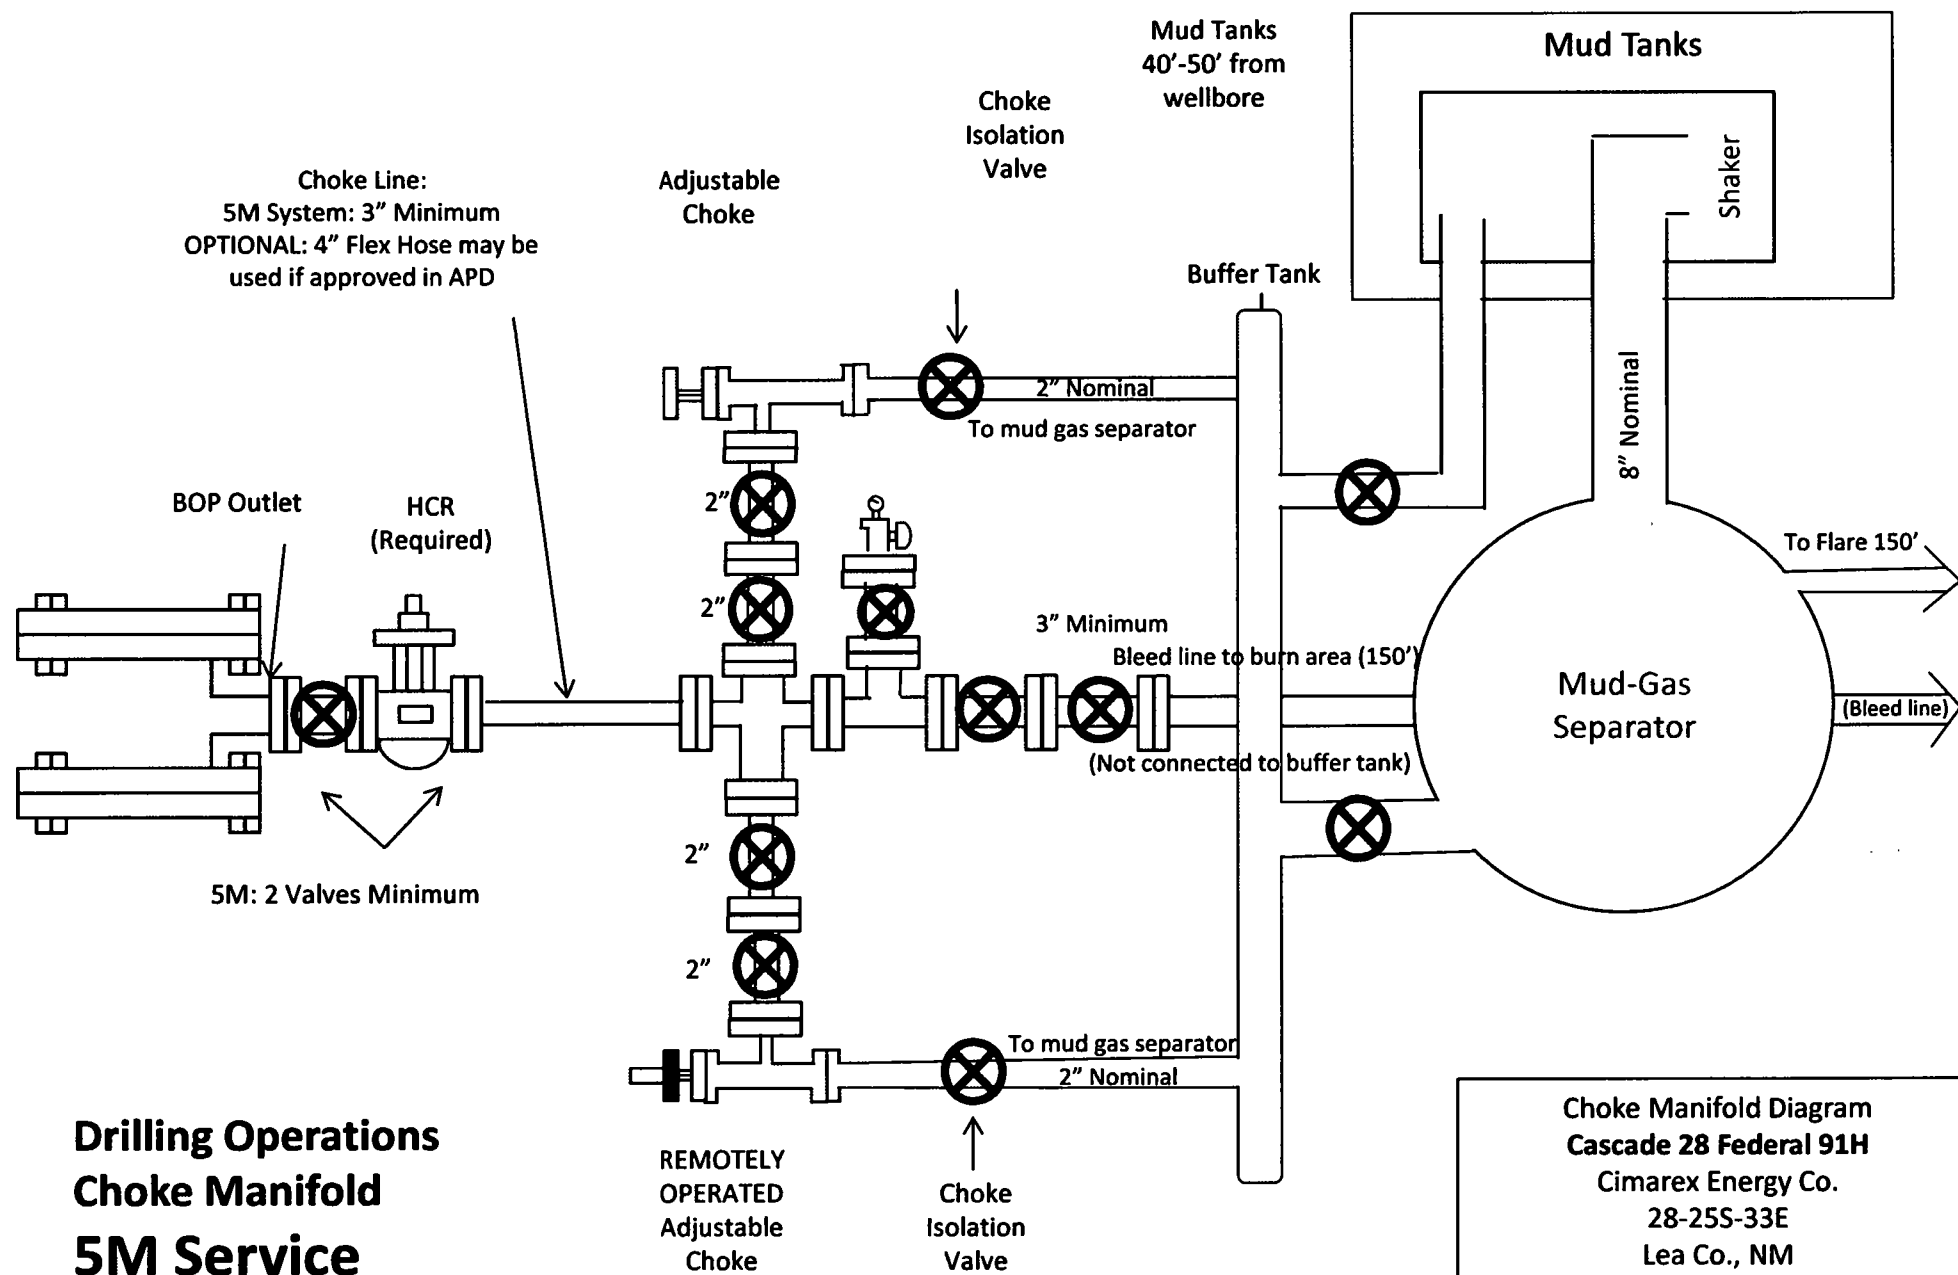 Mud Tanks
40'-50' from
wellbore
Mud Tanks
Shaker
Choke
Isolation
Valve
Choke Line:
5M System: 3" Minimum
OPTIONAL: 4" Flex Hose may be
used if approved in APD
Adjustable
Choke
Buffer Tank
2" Nominal
To mud gas separator
8" Nominal
BOP Outlet
HCR
(Required)
2"
2"
To Flare 150'
3" Minimum
Bleed line to burn area (150')
Mud-Gas
Separator
(Bleed line)
(Not connected to buffer tank)
5M: 2 Valves Minimum
2"
2"
To mud gas separator
2" Nominal
REMOTELY
OPERATED
Adjustable
Choke
Choke
Isolation
Valve
Drilling Operations
Choke Manifold
5M Service
Choke Manifold Diagram
Cascade 28 Federal 91H
Cimarex Energy Co.
28-25S-33E
Lea Co., NM